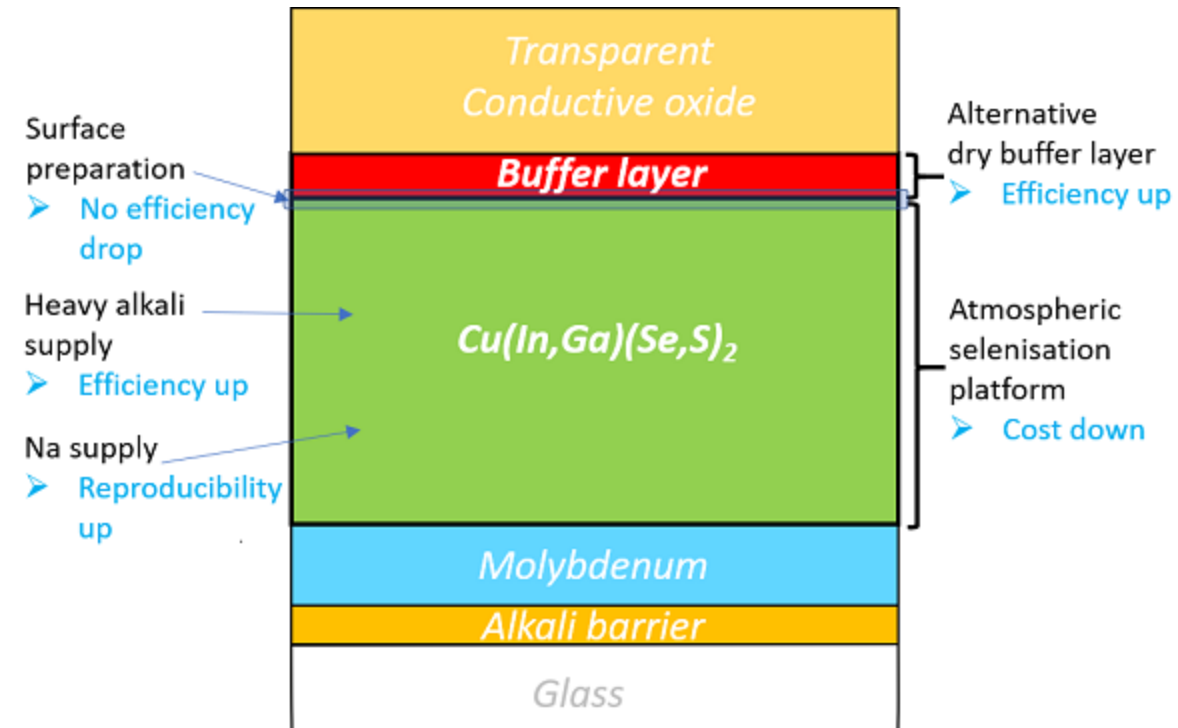 Transparent
Conductive oxide
Buffer layer
Cu(In,Ga)(Se,S)₂
Molybdenum
Alkali barrier
Glass
Surface
preparation
➢ No efficiency
drop
Heavy alkali
supply
➢ Efficiency up
Na supply
➢ Reproducibility
up
Alternative
dry buffer layer
➢ Efficiency up
Atmospheric
selenisation
platform
➢ Cost down